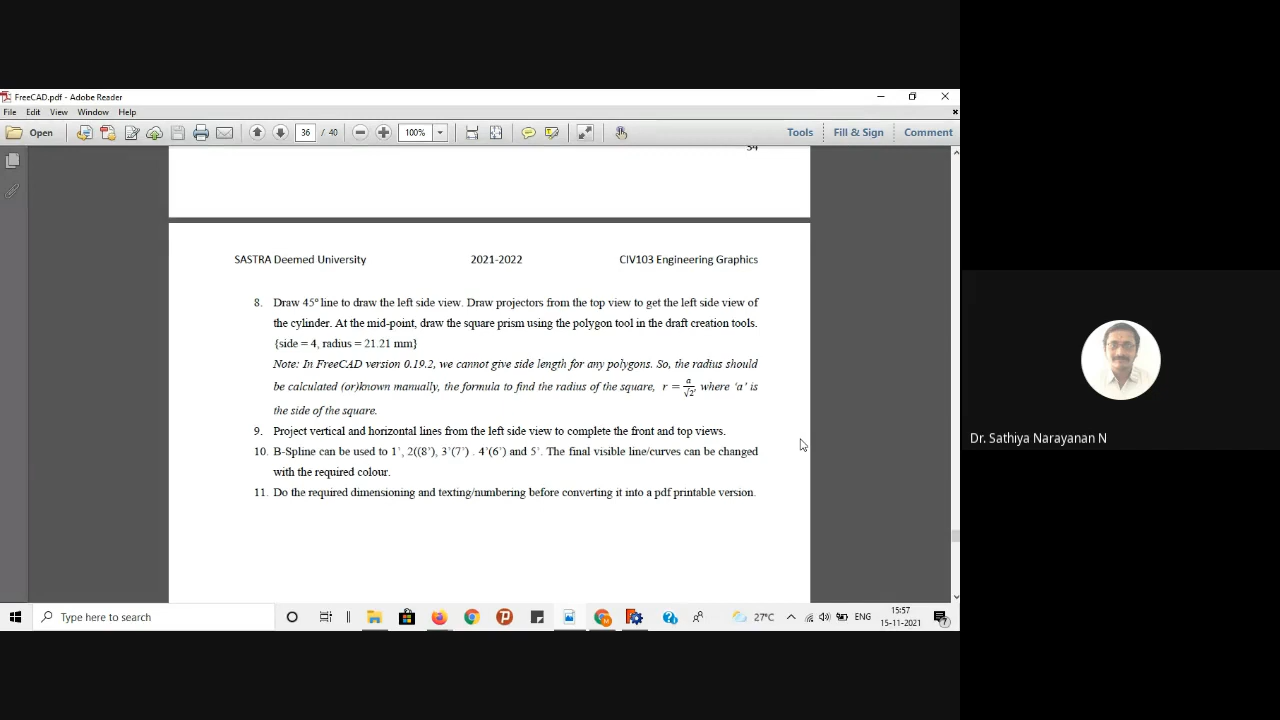 FreeCAD.pdf - Adobe Reader
File Edit View Window Help
Open 36 / 40 100% Tools Fill & Sign Comment
SASTRA Deemed University 2021-2022 CIV103 Engineering Graphics
8. Draw 45° line to draw the left side view. Draw projectors from the top view to get the left side view of
the cylinder. At the mid-point, draw the square prism using the polygon tool in the draft creation tools.
{side = 4, radius = 21.21 mm}
Note: In FreeCAD version 0.19.2, we cannot give side length for any polygons. So, the radius should
be calculated (or)known manually, the formula to find the radius of the square, r = a/√2, where 'a' is
the side of the square.
9. Project vertical and horizontal lines from the left side view to complete the front and top views.
10. B-Spline can be used to 1', 2((8'), 3'(7') . 4'(6') and 5'. The final visible line/curves can be changed
with the required colour.
11. Do the required dimensioning and texting/numbering before converting it into a pdf printable version.
Dr. Sathiya Narayanan N
Type here to search 27°C ENG 15:57
15-11-2021